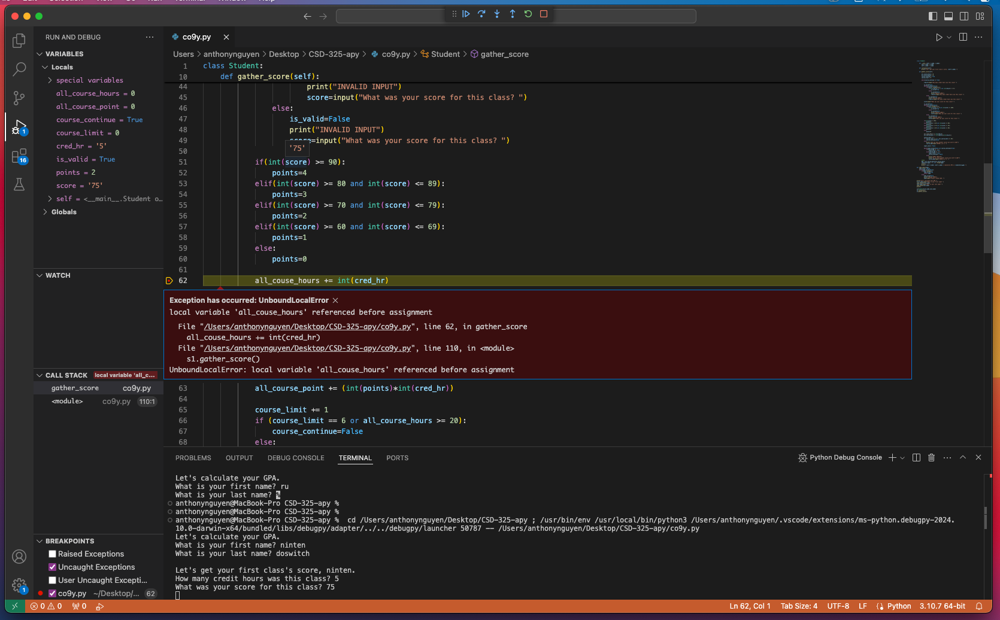 RUN AND DEBUG
co9y.py
VARIABLES
Users > anthonynguyen > Desktop > CSD-325-apy > co9y.py > Student > gather_score
Locals
special variables
all_course_hours = 0
all_course_point = 0
course_continue = True
course_limit = 0
cred_hr = '5'
is_valid = True
points = 2
score = '75'
self = <__main__.Student o...
Globals
WATCH
CALL STACK local variable 'all_c...
gather_score co9y.py
<module> co9y.py 110:1
BREAKPOINTS
Raised Exceptions
Uncaught Exceptions
User Uncaught Excepti...
co9y.py ~/Desktop/... 62
1
16
1
1 class Student:
10 def gather_score(self):
44 print("INVALID INPUT")
45 score=input("What was your score for this class? ")
46 else:
47 is_valid=False
48 print("INVALID INPUT")
49 score=input("What was your score for this class? ")
'75'
50
51 if(int(score) >= 90):
52 points=4
53 elif(int(score) >= 80 and int(score) <= 89):
54 points=3
55 elif(int(score) >= 70 and int(score) <= 79):
56 points=2
57 elif(int(score) >= 60 and int(score) <= 69):
58 points=1
59 else:
60 points=0
61
62 all_couse_hours += int(cred_hr)
Exception has occurred: UnboundLocalError
local variable 'all_couse_hours' referenced before assignment
File "/Users/anthonynguyen/Desktop/CSD-325-apy/co9y.py", line 62, in gather_score
all_couse_hours += int(cred_hr)
File "/Users/anthonynguyen/Desktop/CSD-325-apy/co9y.py", line 110, in <module>
s1.gather_score()
UnboundLocalError: local variable 'all_couse_hours' referenced before assignment
63 all_course_point += (int(points)*int(cred_hr))
64
65 course_limit += 1
66 if (course_limit == 6 or all_course_hours >= 20):
67 course_continue=False
68 else:
PROBLEMS OUTPUT DEBUG CONSOLE TERMINAL PORTS
Python Debug Console
Let's calculate your GPA.
What is your first name? ru
What is your last name? %
anthonynguyen@MacBook-Pro CSD-325-apy %
anthonynguyen@MacBook-Pro CSD-325-apy %
anthonynguyen@MacBook-Pro CSD-325-apy % cd /Users/anthonynguyen/Desktop/CSD-325-apy ; /usr/bin/env /usr/local/bin/python3 /Users/anthonynguyen/.vscode/extensions/ms-python.debugpy-2024.
10.0-darwin-x64/bundled/libs/debugpy/adapter/../../debugpy/launcher 50787 -- /Users/anthonynguyen/Desktop/CSD-325-apy/co9y.py
Let's calculate your GPA.
What is your first name? ninten
What is your last name? doswitch
Let's get your first class's score, ninten.
How many credit hours was this class? 5
What was your score for this class? 75
0 0 0
Ln 62, Col 1 Tab Size: 4 UTF-8 LF Python 3.10.7 64-bit